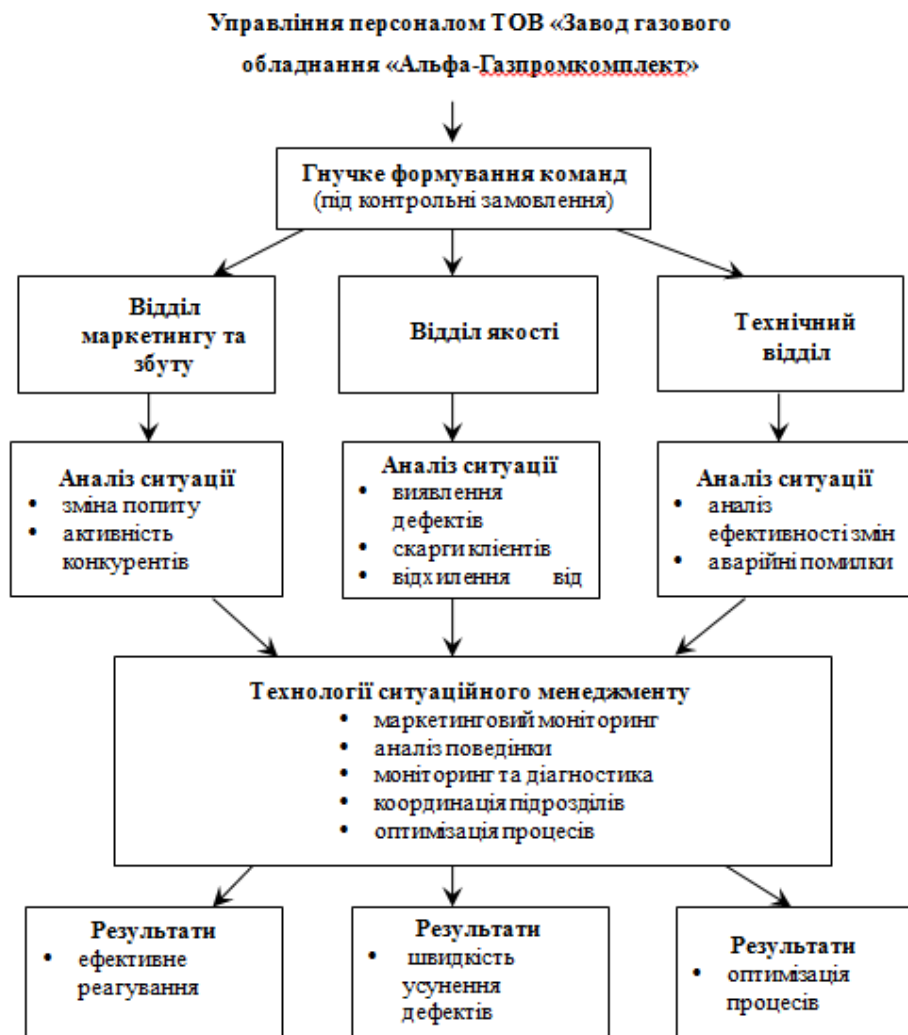 Управління персоналом ТОВ «Завод газового
обладнання «Альфа-Газпромкомплект»
Гнучке формування команд
(під контрольні замовлення)
Відділ
маркетингу та
збуту
Відділ якості
Технічний
відділ
Аналіз ситуації
• зміна попиту
• активність
конкурентів
Аналіз ситуації
• виявлення
дефектів
• скарги клієнтів
• відхилення від
Аналіз ситуації
• аналіз
ефективності змін
• аварійні помилки
Технології ситуаційного менеджменту
• маркетинговий моніторинг
• аналіз поведінки
• моніторинг та діагностика
• координація підрозділів
• оптимізація процесів
Результати
• ефективне
реагування
Результати
• швидкість
усунення
дефектів
Результати
• оптимізація
процесів